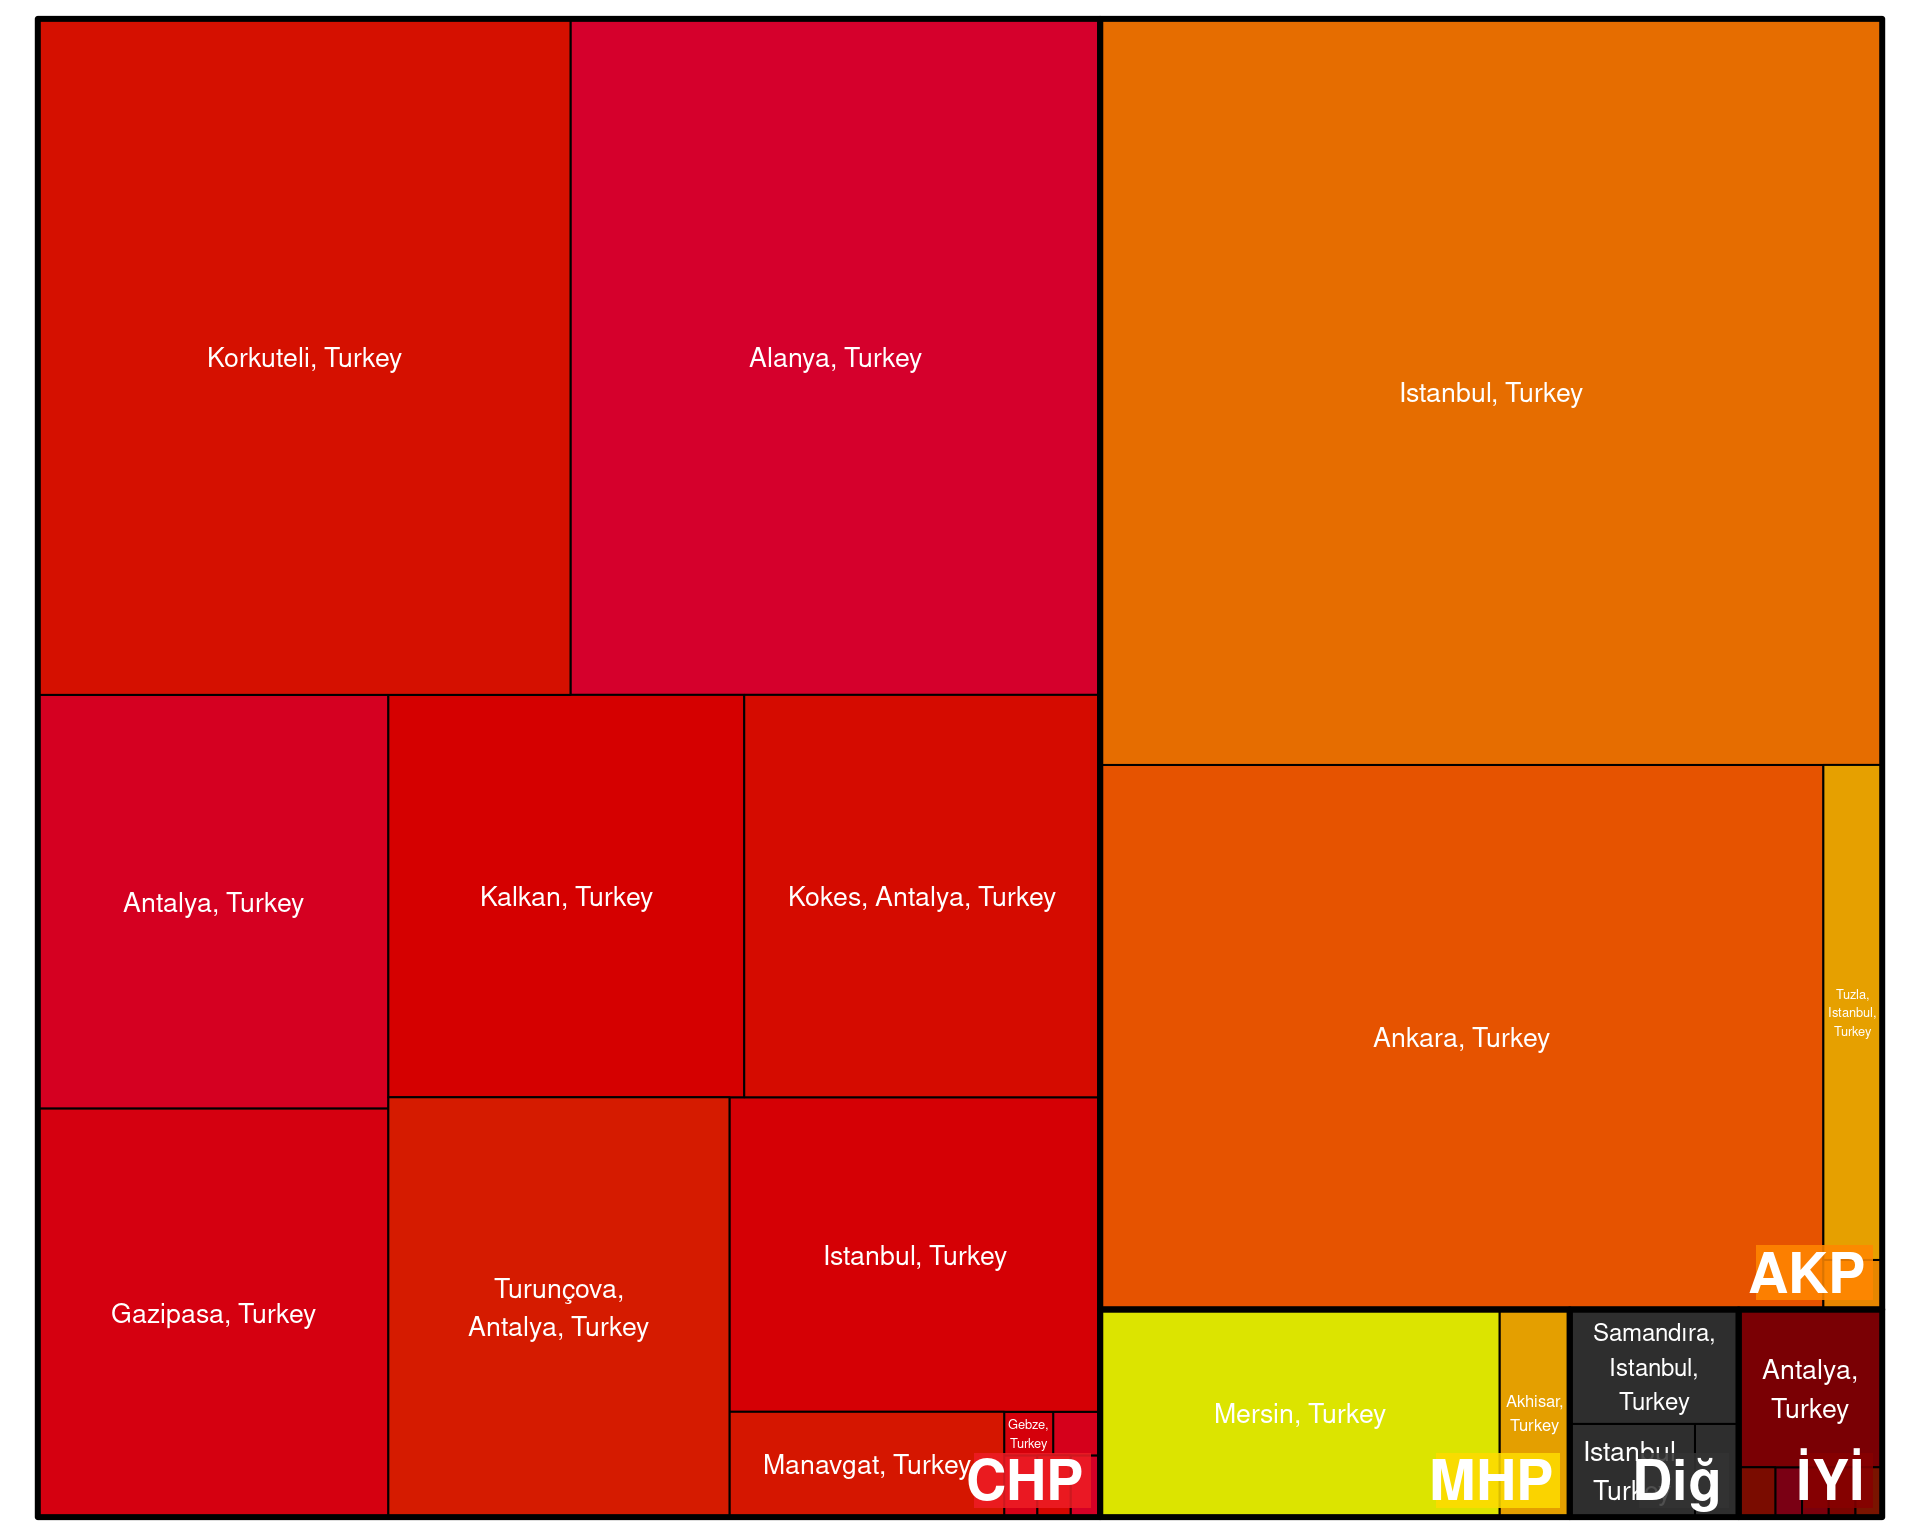 Korkuteli, Turkey
Alanya, Turkey
Istanbul, Turkey
Antalya, Turkey
Kalkan, Turkey
Kokes, Antalya, Turkey
Ankara, Turkey
Tuzla,
Istanbul,
Turkey
Gazipasa, Turkey
Turunçova,
Antalya, Turkey
Istanbul, Turkey
Manavgat, Turkey
Gebze,
Turkey
CHP
AKP
Mersin, Turkey
Akhisar,
Turkey
MHP
Samandıra,
Istanbul,
Turkey
Istanbul,
Turkey
Diğ
Antalya,
Turkey
İYİ